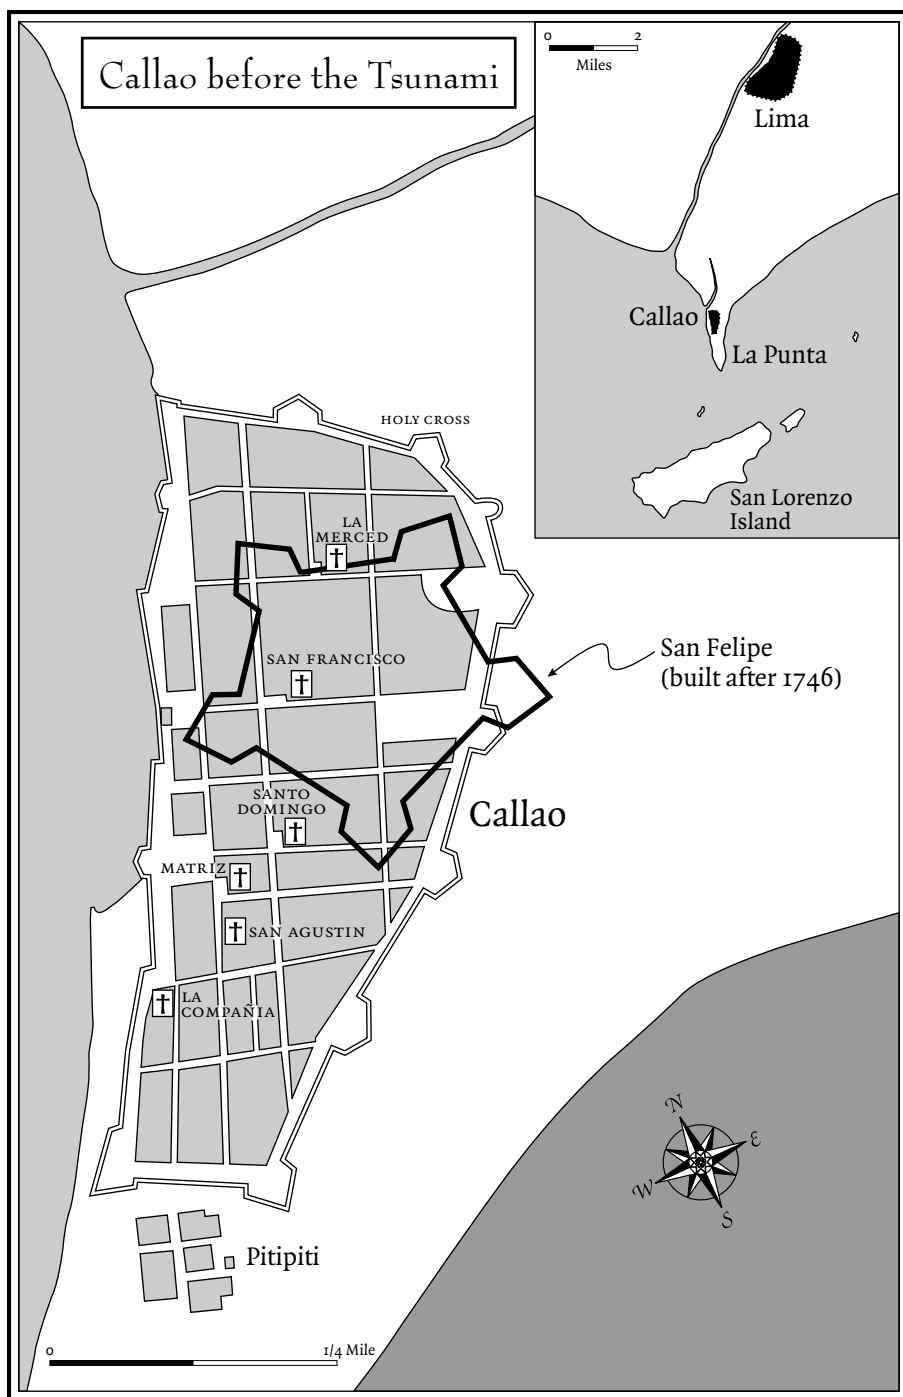 Callao before the Tsunami
0 2
Miles
Lima
Callao
La Punta
San Lorenzo
Island
HOLY CROSS
LA
MERCED
SAN FRANCISCO
San Felipe
(built after 1746)
SANTO
DOMINGO
Callao
MATRIZ
SAN AGUSTIN
LA
COMPAÑIA
N
E
W
S
Pitipiti
0 1/4 Mile